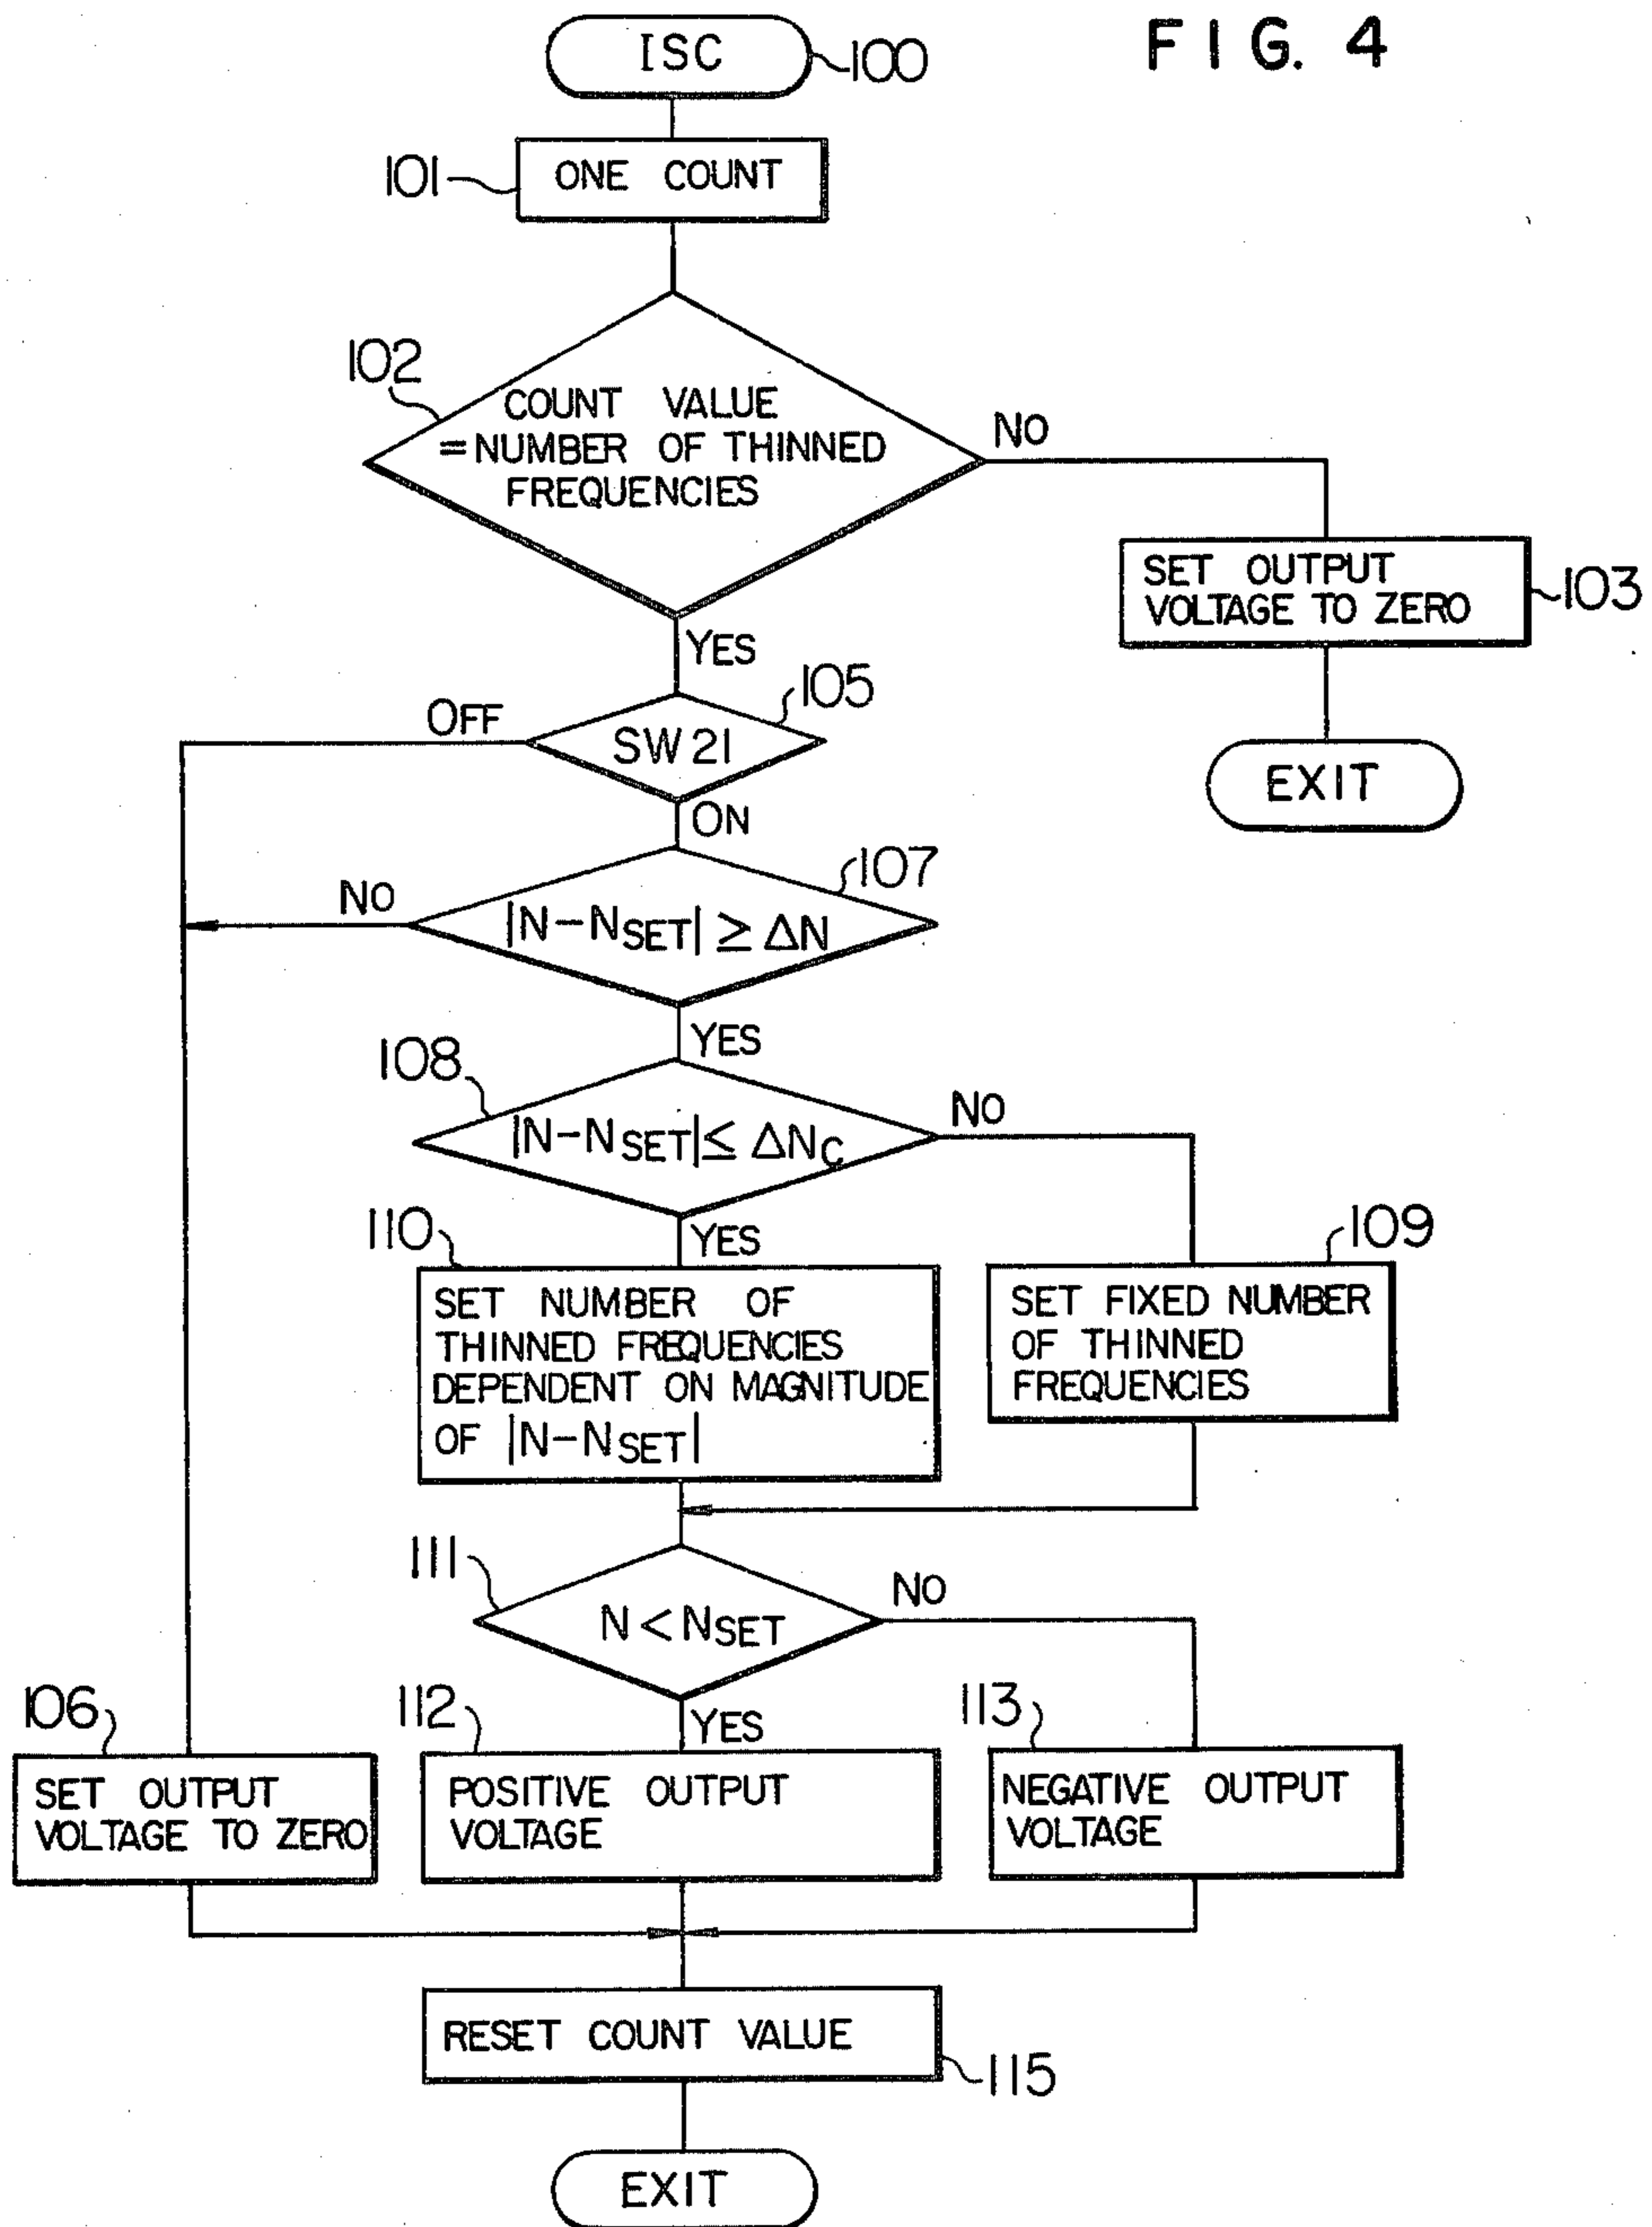 FIG. 4
ISC
100
101
ONE COUNT
102
COUNT VALUE
=NUMBER OF THINNED
FREQUENCIES
NO
SET OUTPUT
VOLTAGE TO ZERO
103
YES
105
OFF
SW21
EXIT
ON
107
NO
|N-NSET| ≥ ΔN
YES
108
NO
|N-NSET| ≤ ΔNC
110
YES
109
SET NUMBER OF
THINNED FREQUENCIES
DEPENDENT ON MAGNITUDE
OF |N-NSET|
SET FIXED NUMBER
OF THINNED
FREQUENCIES
111
NO
N < NSET
106
112
YES
113
SET OUTPUT
VOLTAGE TO ZERO
POSITIVE OUTPUT
VOLTAGE
NEGATIVE OUTPUT
VOLTAGE
RESET COUNT VALUE
115
EXIT